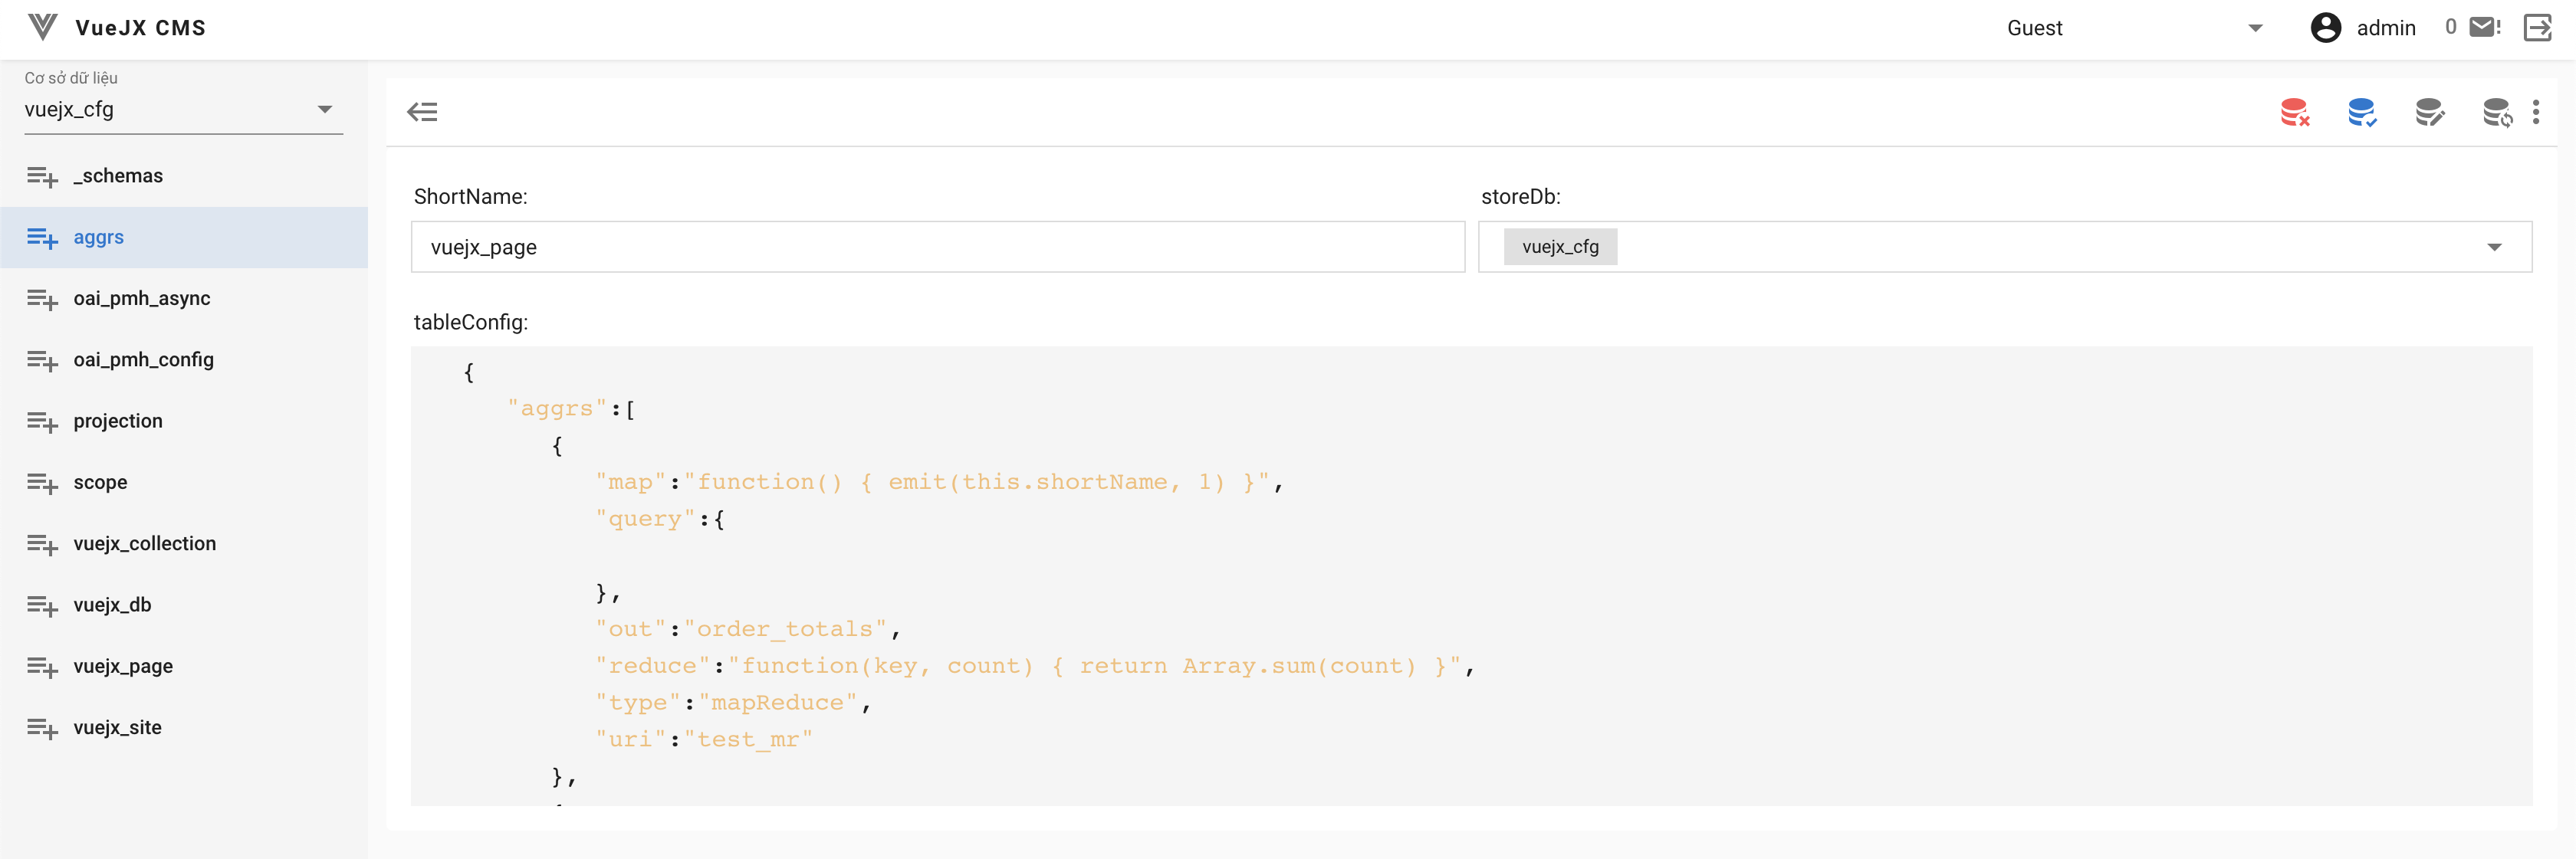 VueJX CMS
Guest
admin
0
Cơ sở dữ liệu
vuejx_cfg
_schemas
aggrs
oai_pmh_async
oai_pmh_config
projection
scope
vuejx_collection
vuejx_db
vuejx_page
vuejx_site
ShortName:
vuejx_page
storeDb:
vuejx_cfg
tableConfig:
{
"aggrs":[
{
"map":"function() { emit(this.shortName, 1) }",
"query":{
},
"out":"order_totals",
"reduce":"function(key, count) { return Array.sum(count) }",
"type":"mapReduce",
"uri":"test_mr"
},